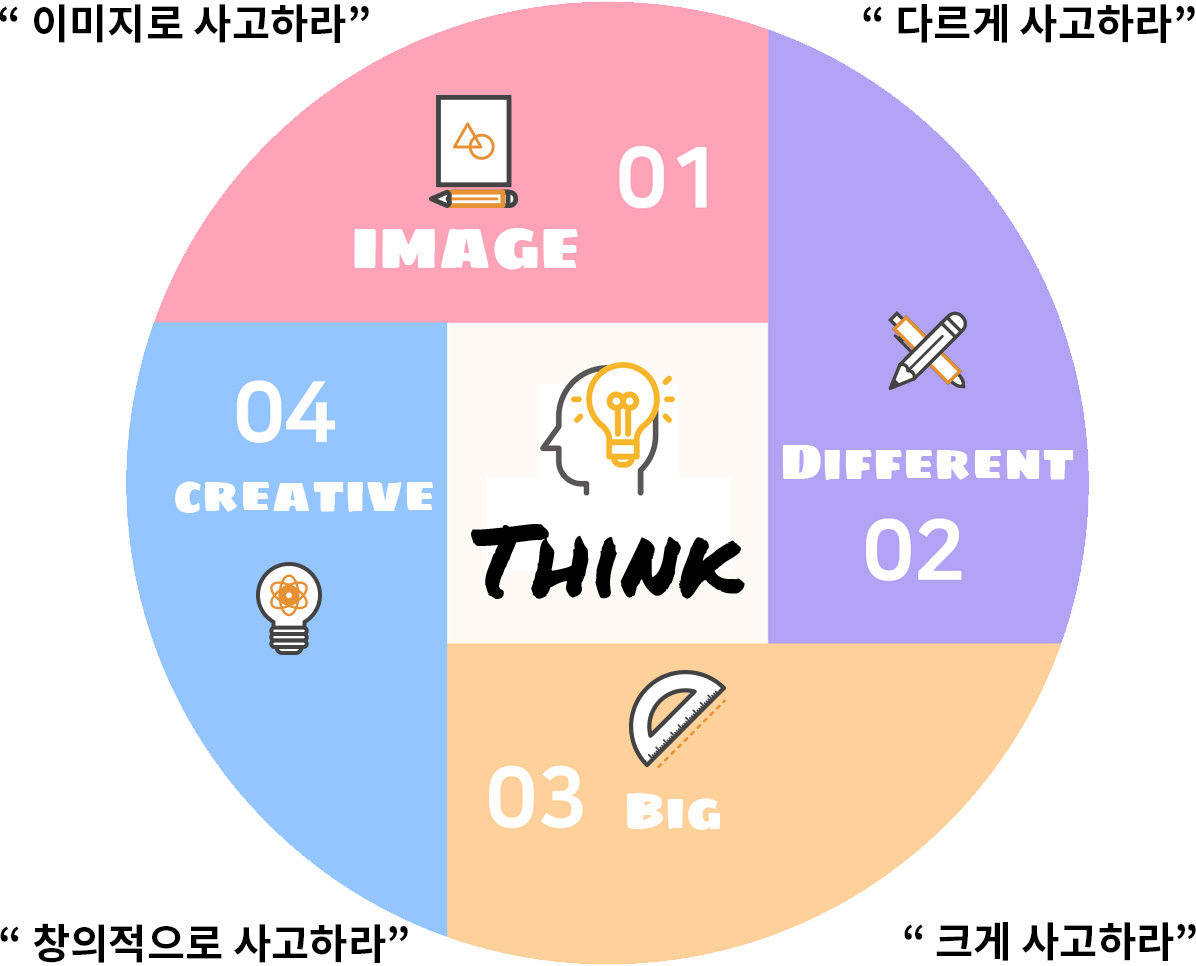 “ 이미지로 사고하라”
“ 다르게 사고하라”
01
IMAGE
04
CREATIVE
THINK
DIFFERENT
02
03 BIG
“ 창의적으로 사고하라”
“ 크게 사고하라”